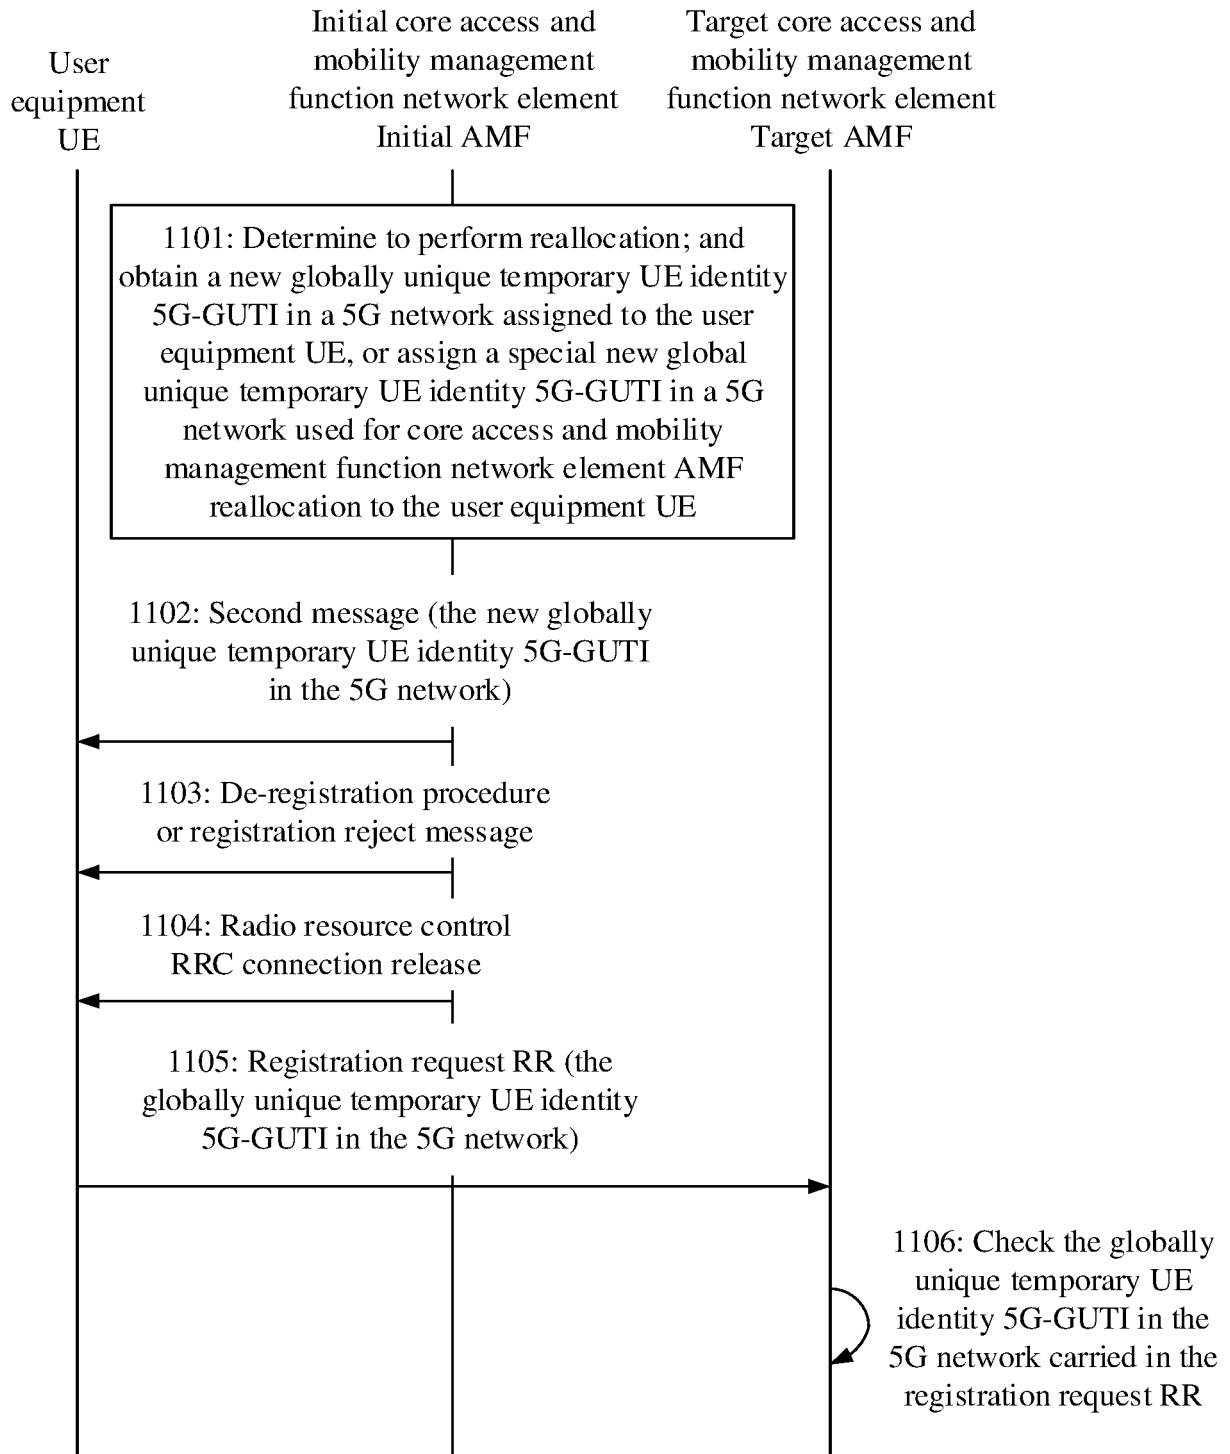 User
equipment
UE
Initial core access and
mobility management
function network element
Initial AMF
Target core access and
mobility management
function network element
Target AMF
1101: Determine to perform reallocation; and
obtain a new globally unique temporary UE identity
5G-GUTI in a 5G network assigned to the user
equipment UE, or assign a special new global
unique temporary UE identity 5G-GUTI in a 5G
network used for core access and mobility
management function network element AMF
reallocation to the user equipment UE
1102: Second message (the new globally
unique temporary UE identity 5G-GUTI
in the 5G network)
1103: De-registration procedure
or registration reject message
1104: Radio resource control
RRC connection release
1105: Registration request RR (the
globally unique temporary UE identity
5G-GUTI in the 5G network)
1106: Check the globally
unique temporary UE
identity 5G-GUTI in the
5G network carried in the
registration request RR